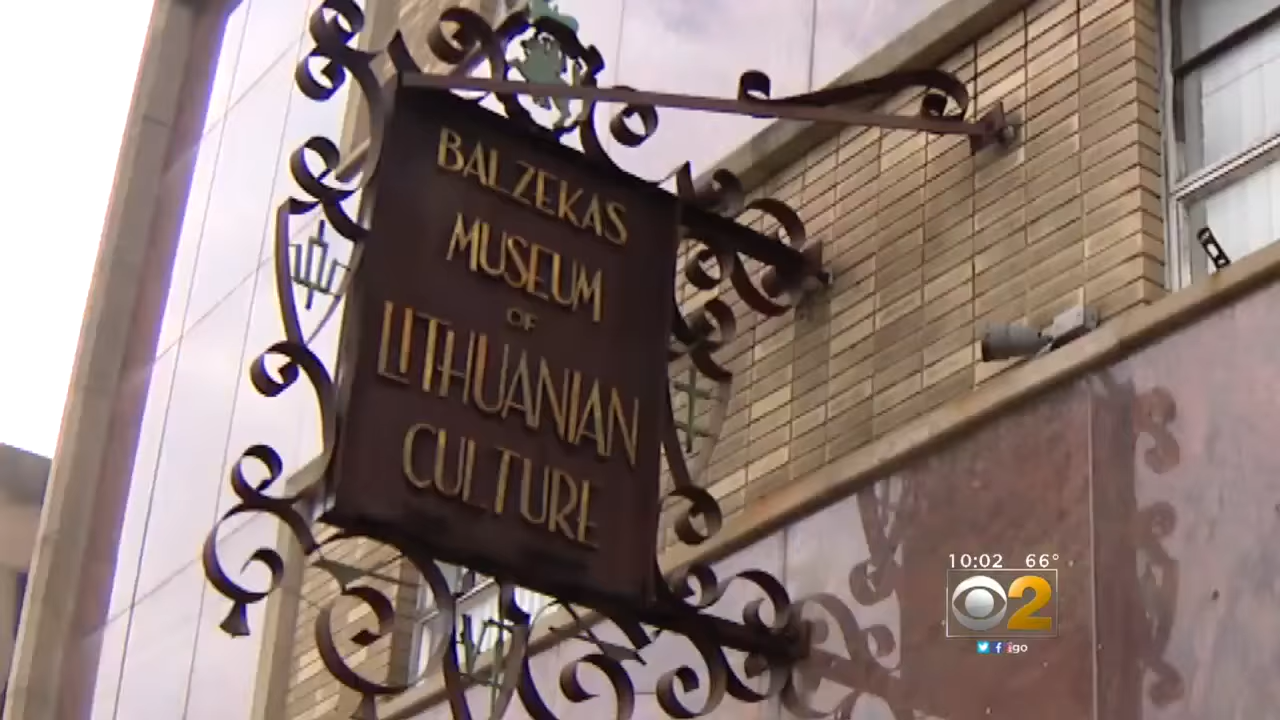 BALZEKAS
MUSEUM
OF
LITHUANIAN
CULTURE
10:02 66°
2